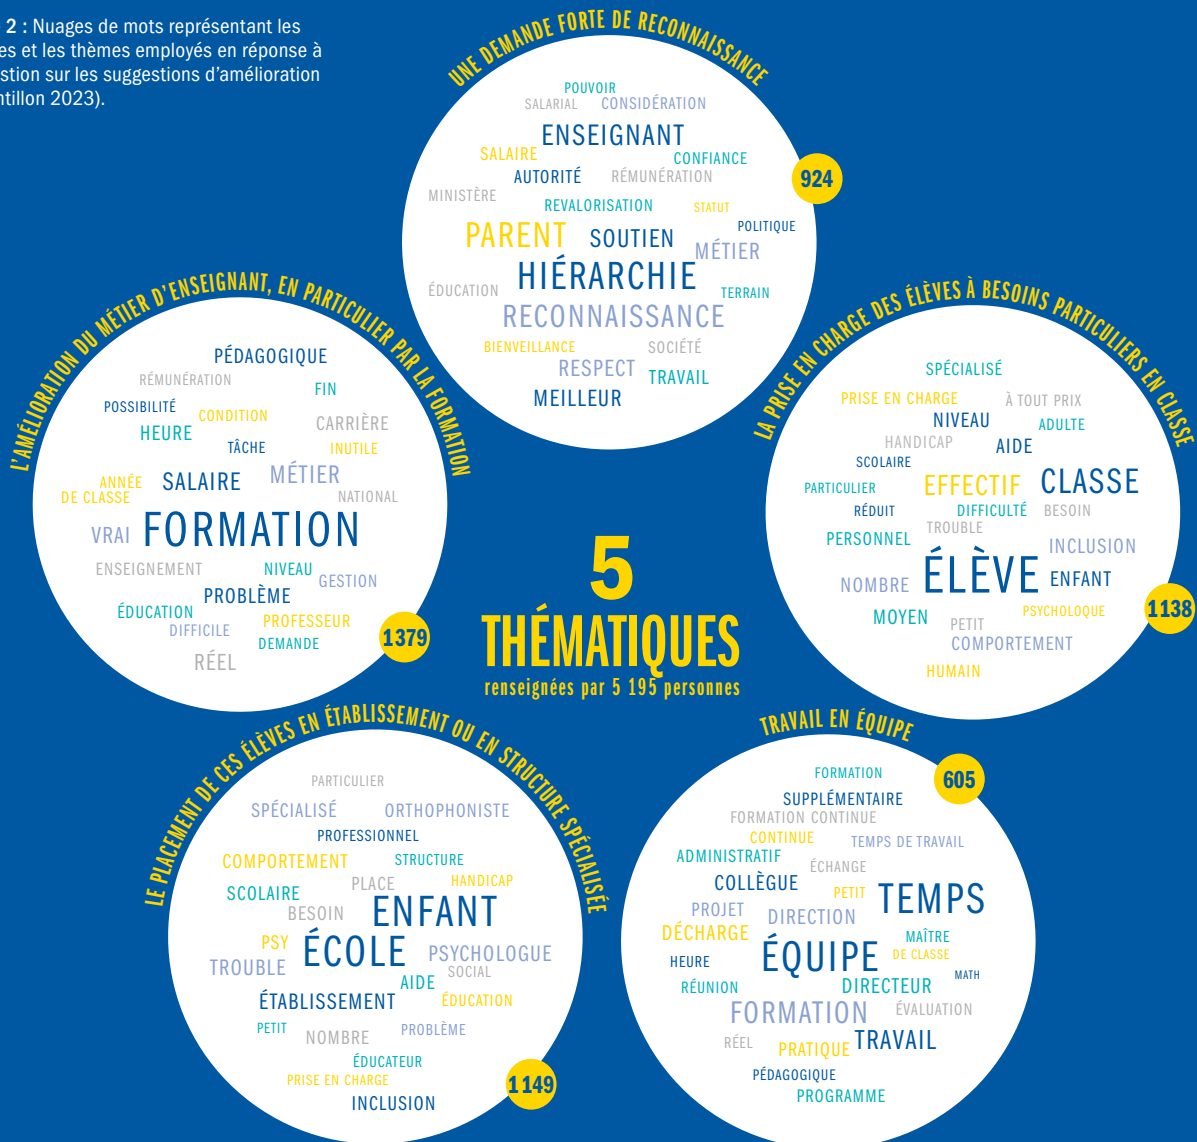 2 : Nuages de mots représentant les
et les thèmes employés en réponse à
sur les suggestions d'amélioration
2023).
UNE DEMANDE FORTE DE RECONNAISSANCE
POUVOIR
SALARIAL CONSIDÉRATION
ENSEIGNANT
SALAIRE CONFIANCE
AUTORITÉ RÉMUNÉRATION
MINISTÈRE
REVALORISATION STATUT
PARENT SOUTIEN POLITIQUE
MÉTIER
HIÉRARCHIE
ÉDUCATION TERRAIN
RECONNAISSANCE
BIENVEILLANCE SOCIÉTÉ
RESPECT TRAVAIL
MEILLEUR
924
L'AMÉLIORATION DU MÉTIER D'ENSEIGNANT, EN PARTICULIER PAR LA FORMATION
PÉDAGOGIQUE
RÉMUNÉRATION FIN
POSSIBILITÉ CONDITION CARRIÈRE
HEURE
TÂCHE INUTILE
ANNÉE SALAIRE MÉTIER
DE CLASSE NATIONAL
VRAI FORMATION
ENSEIGNEMENT NIVEAU GESTION
PROBLÈME
ÉDUCATION PROFESSEUR
DIFFICILE DEMANDE
RÉEL
1379
LA PRISE EN CHARGE DES ÉLÈVES À BESOINS PARTICULIERS EN CLASSE
SPÉCIALISÉ
PRISE EN CHARGE À TOUT PRIX
NIVEAU ADULTE
HANDICAP AIDE
SCOLAIRE
PARTICULIER EFFECTIF CLASSE
RÉDUIT DIFFICULTÉ BESOIN
PERSONNEL TROUBLE
INCLUSION
NOMBRE ÉLÈVE ENFANT
MOYEN PETIT PSYCHOLOQUE
COMPORTEMENT
HUMAIN
1138
5
THÉMATIQUES
renseignées par 5 195 personnes
LE PLACEMENT DE CES ÉLÈVES EN ÉTABLISSEMENT OU EN STRUCTURE SPÉCIALISÉE
PARTICULIER
SPÉCIALISÉ ORTHOPHONISTE
PROFESSIONNEL
COMPORTEMENT STRUCTURE
SCOLAIRE PLACE HANDICAP
BESOIN ENFANT
PSY ÉCOLE PSYCHOLOGUE
TROUBLE SOCIAL
AIDE
ÉTABLISSEMENT ÉDUCATION
PETIT NOMBRE PROBLÈME
ÉDUCATEUR
PRISE EN CHARGE
INCLUSION
1149
TRAVAIL EN ÉQUIPE
FORMATION
SUPPLÉMENTAIRE
FORMATION CONTINUE
CONTINUE TEMPS DE TRAVAIL
ADMINISTRATIF ÉCHANGE
COLLÈGUE PETIT TEMPS
PROJET DIRECTION
DÉCHARGE MAÎTRE
HEURE ÉQUIPE DE CLASSE
RÉUNION DIRECTEUR MATH
FORMATION ÉVALUATION
RÉEL PRATIQUE TRAVAIL
PÉDAGOGIQUE
PROGRAMME
605